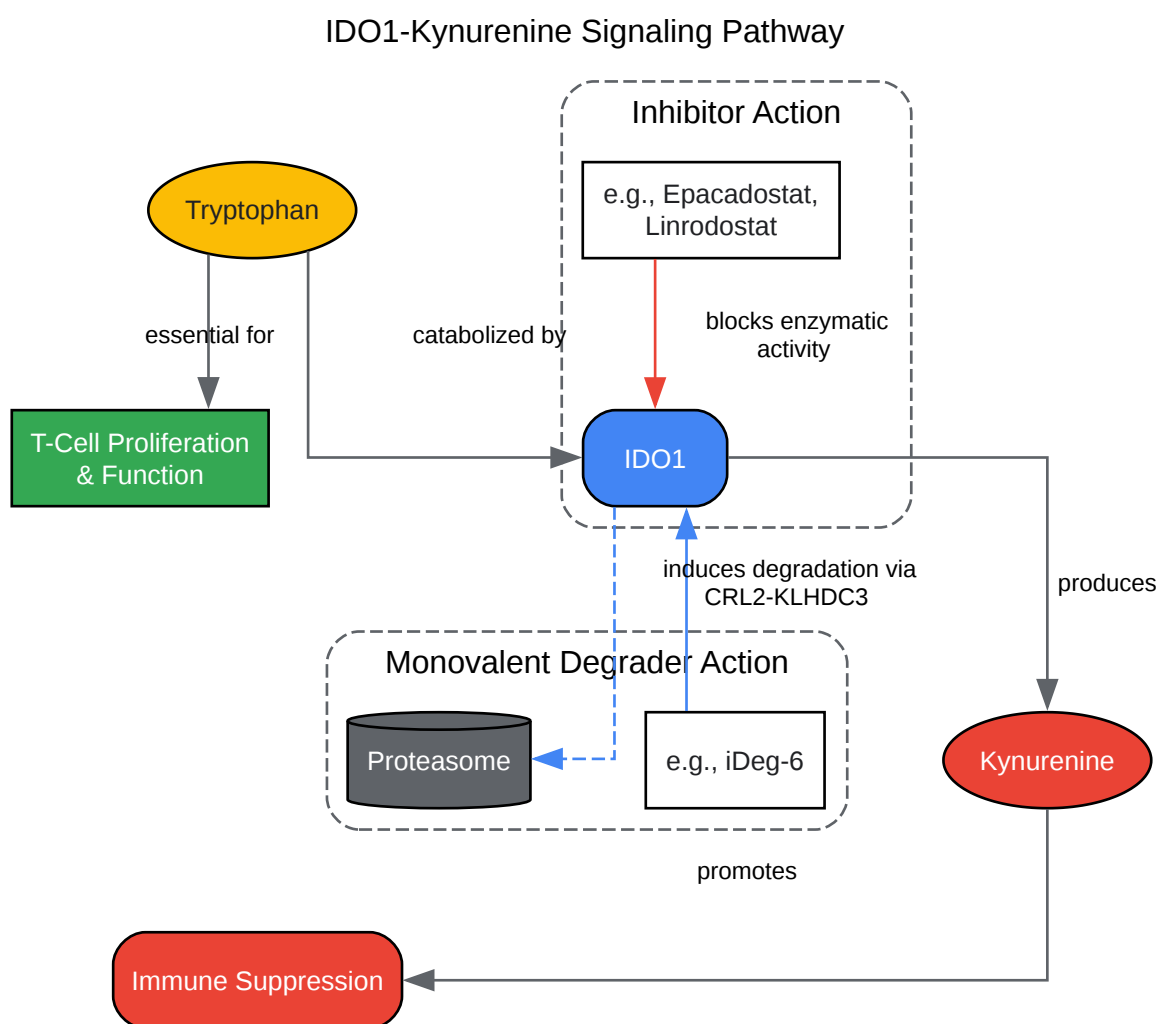 IDO1-Kynurenine Signaling Pathway
Inhibitor Action
e.g., Epacadostat,
Linrodostat
Tryptophan
essential for
catabolized by
blocks enzymatic
activity
T-Cell Proliferation
& Function
IDO1
induces degradation via
CRL2-KLHDC3
produces
Monovalent Degrader Action
Proteasome
e.g., iDeg-6
Kynurenine
promotes
Immune Suppression